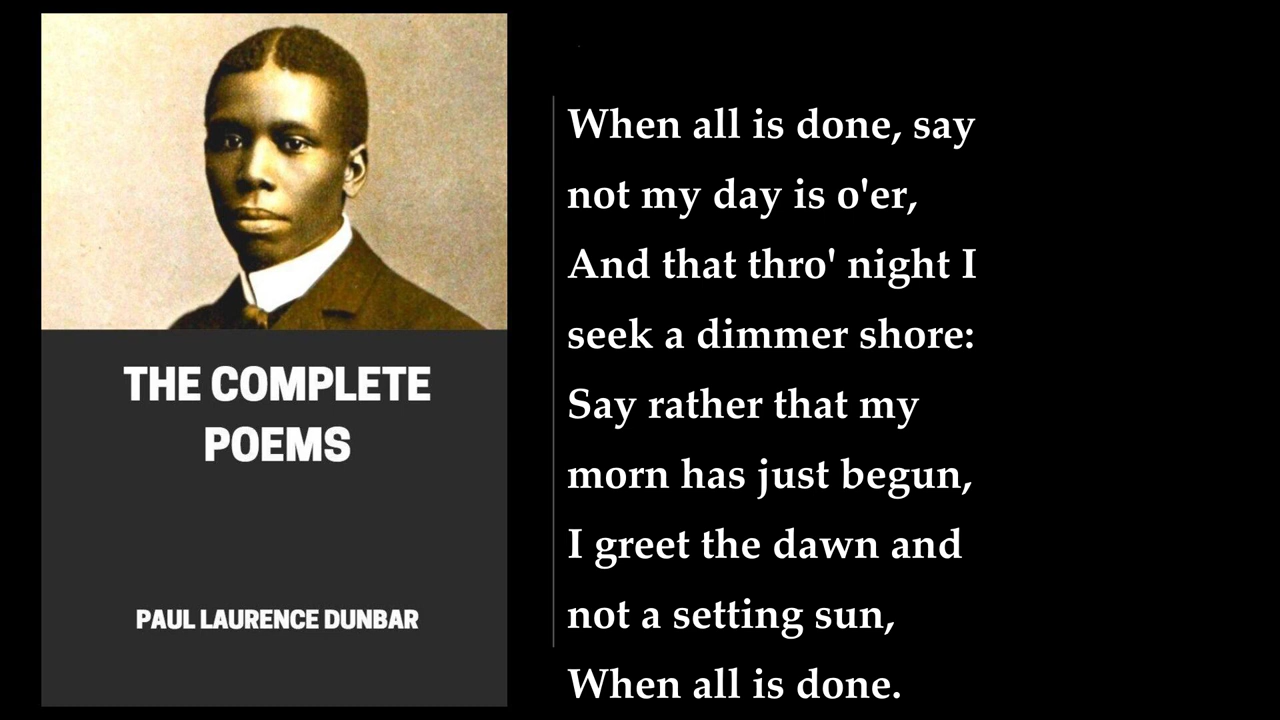 THE COMPLETE
POEMS
PAUL LAURENCE DUNBAR
When all is done, say
not my day is o'er,
And that thro' night I
seek a dimmer shore:
Say rather that my
morn has just begun,
I greet the dawn and
not a setting sun,
When all is done.